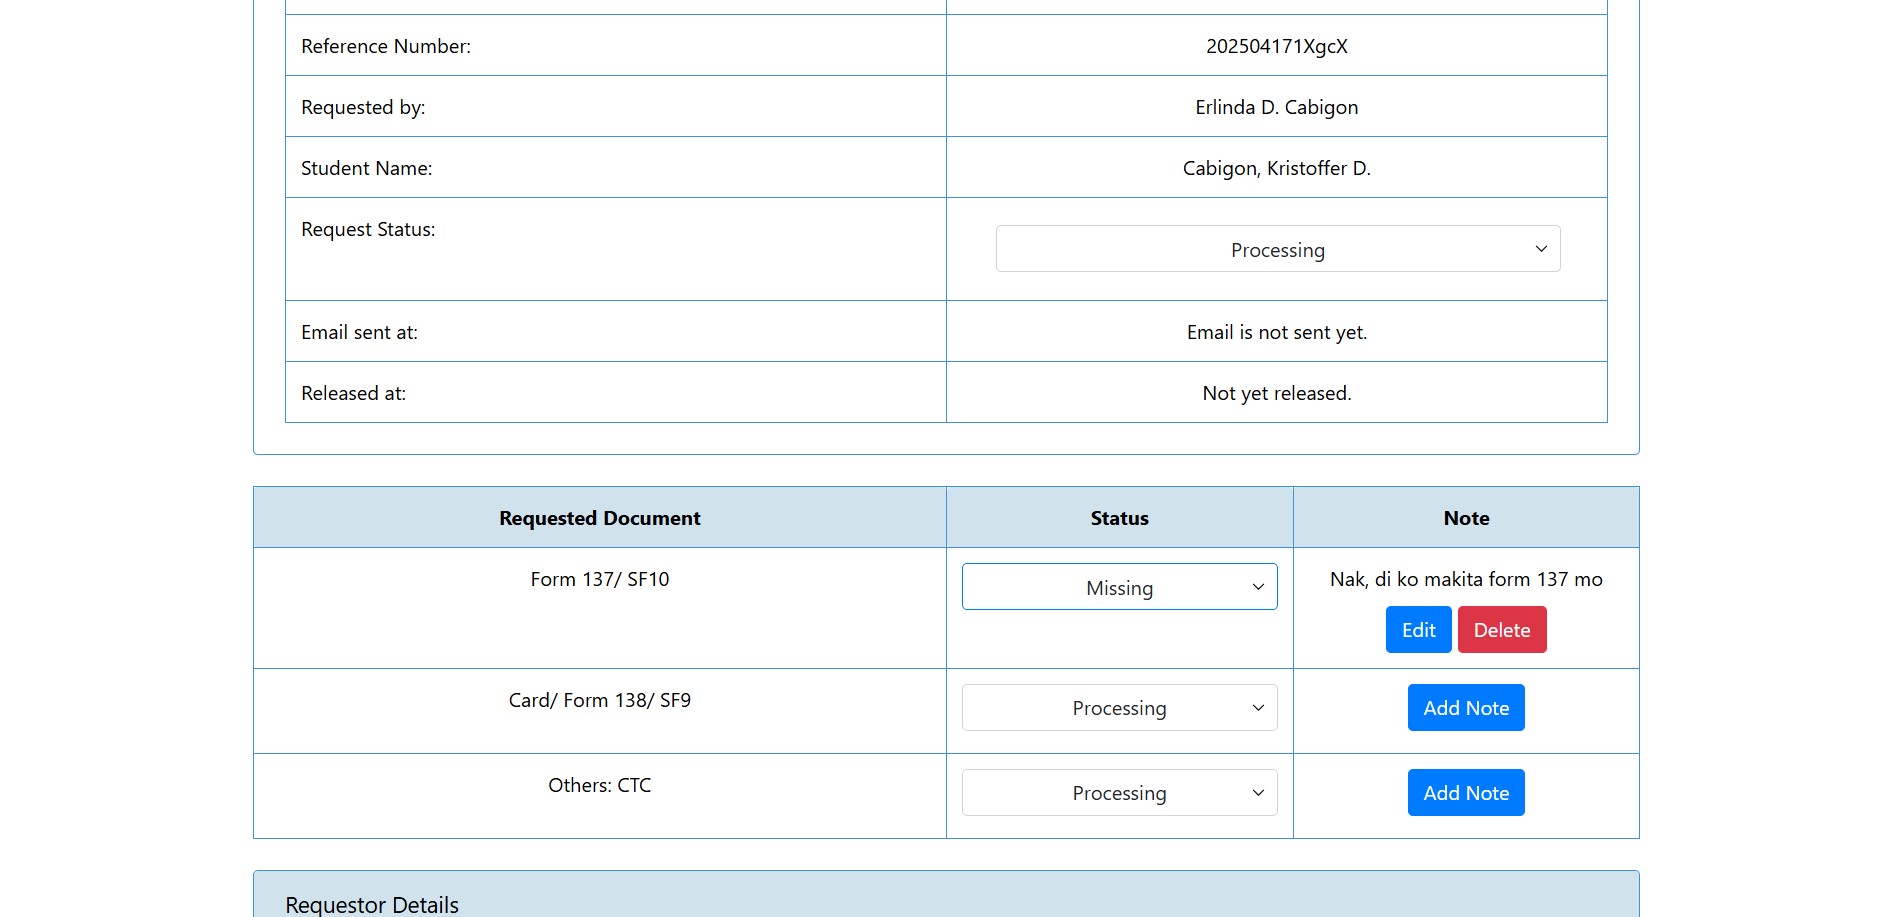 Reference Number: 202504171XgcX
Requested by: Erlinda D. Cabigon
Student Name: Cabigon, Kristoffer D.
Request Status: Processing
Email sent at: Email is not sent yet.
Released at: Not yet released.
Requested Document Status Note
Form 137/ SF10 Missing Nak, di ko makita form 137 mo
Edit Delete
Card/ Form 138/ SF9 Processing Add Note
Others: CTC Processing Add Note
Requestor Details